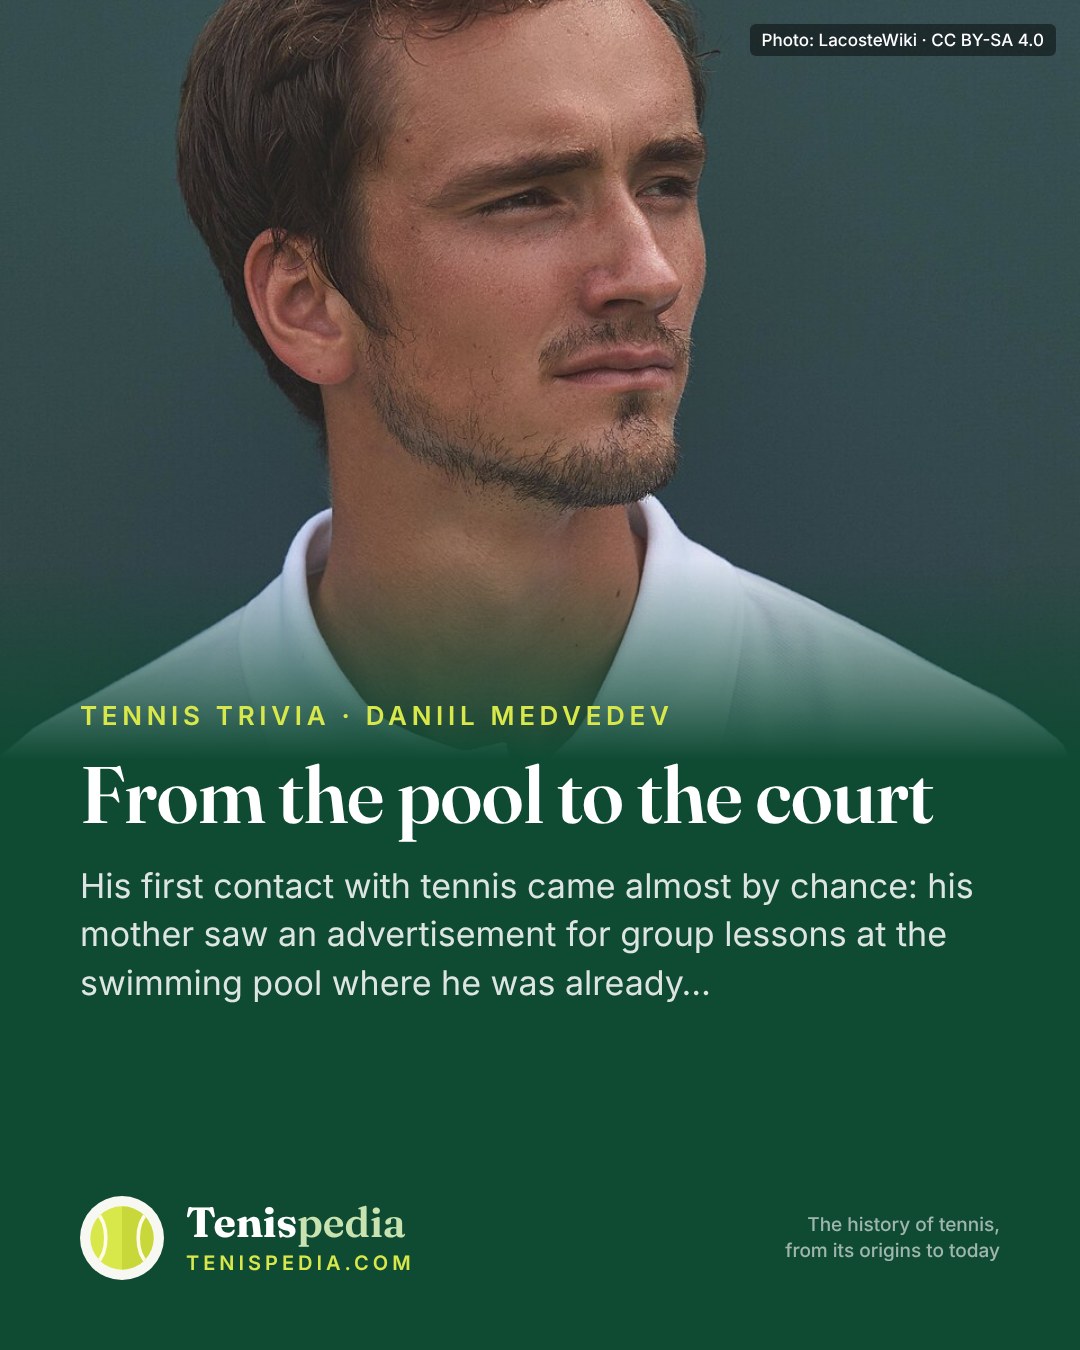 Photo: LacosteWiki · CC BY-SA 4.0
TENNIS TRIVIA · DANIIL MEDVEDEV
From the pool to the court
His first contact with tennis came almost by chance: his
mother saw an advertisement for group lessons at the
swimming pool where he was already…
Tenispedia
TENISPEDIA.COM
The history of tennis,
from its origins to today